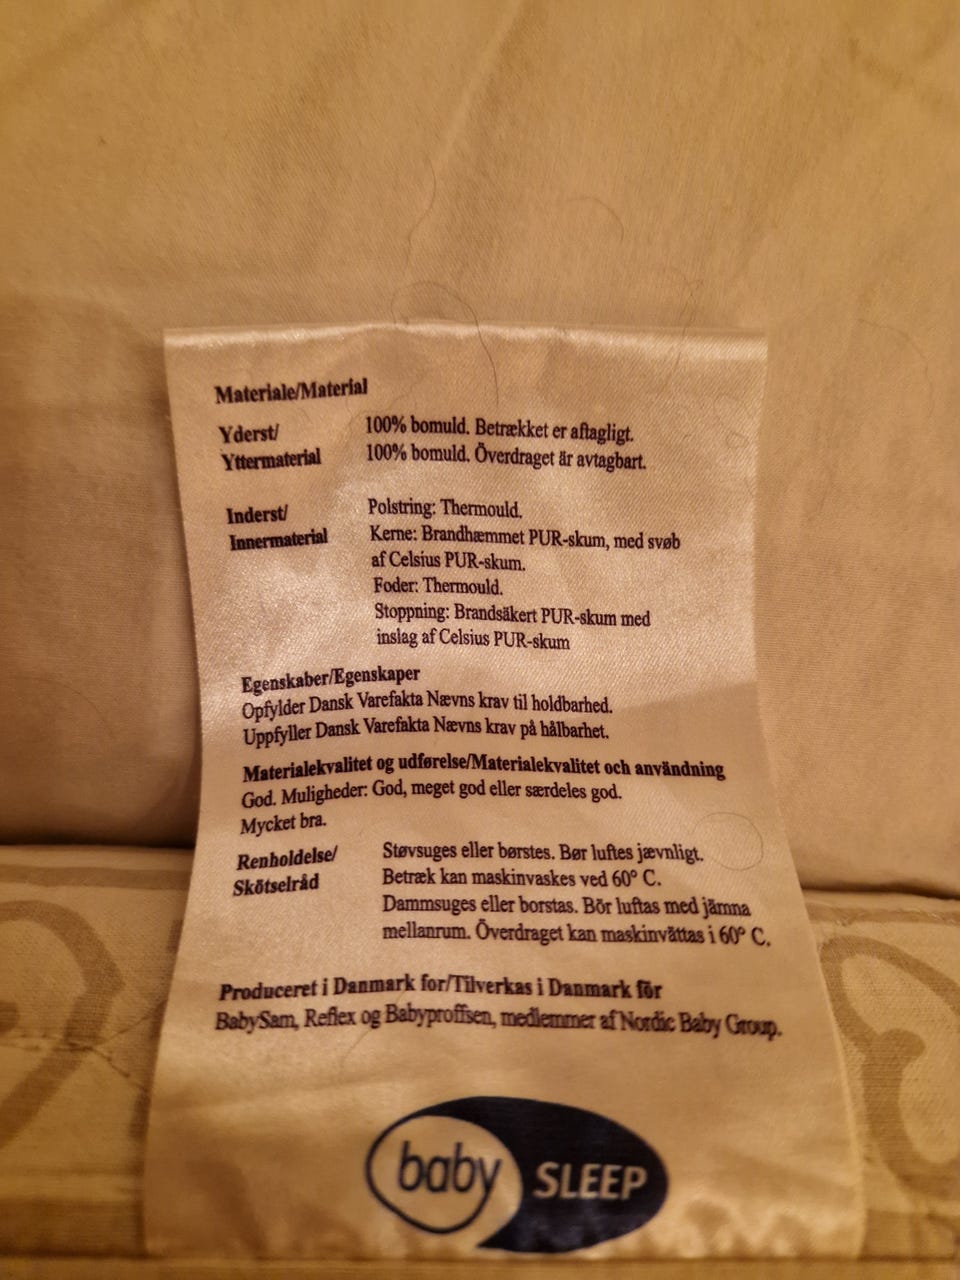 Materiale/Material
Yderst/ 100% bomuld. Betrækket er aftagligt.
Yttermaterial 100% bomuld. Överdraget är avtagbart.
Inderst/ Polstring: Thermould.
Innermaterial Kerne: Brandhæmmet PUR-skum, med svøb
af Celsius PUR-skum.
Foder: Thermould.
Stoppning: Brandsäkert PUR-skum med
inslag af Celsius PUR-skum
Egenskaber/Egenskaper
Opfylder Dansk Varefakta Nævns krav til holdbarhed.
Uppfyller Dansk Varefakta Nævns krav på hålbarhet.
Materialekvalitet og udførelse/Materialekvalitet och användning
God. Muligheder: God, meget god eller særdeles god.
Mycket bra.
Renholdelse/ Støvsuges eller børstes. Bør luftes jævnligt.
Skötselråd Betræk kan maskinvaskes ved 60° C.
Dammsuges eller borstas. Bör luftas med jämna
mellanrum. Överdraget kan maskinvättas i 60° C.
Produceret i Danmark for/Tilverkas i Danmark för
BabySam, Reflex og Babyproffsen, medlemmer af Nordic Baby Group.
baby SLEEP